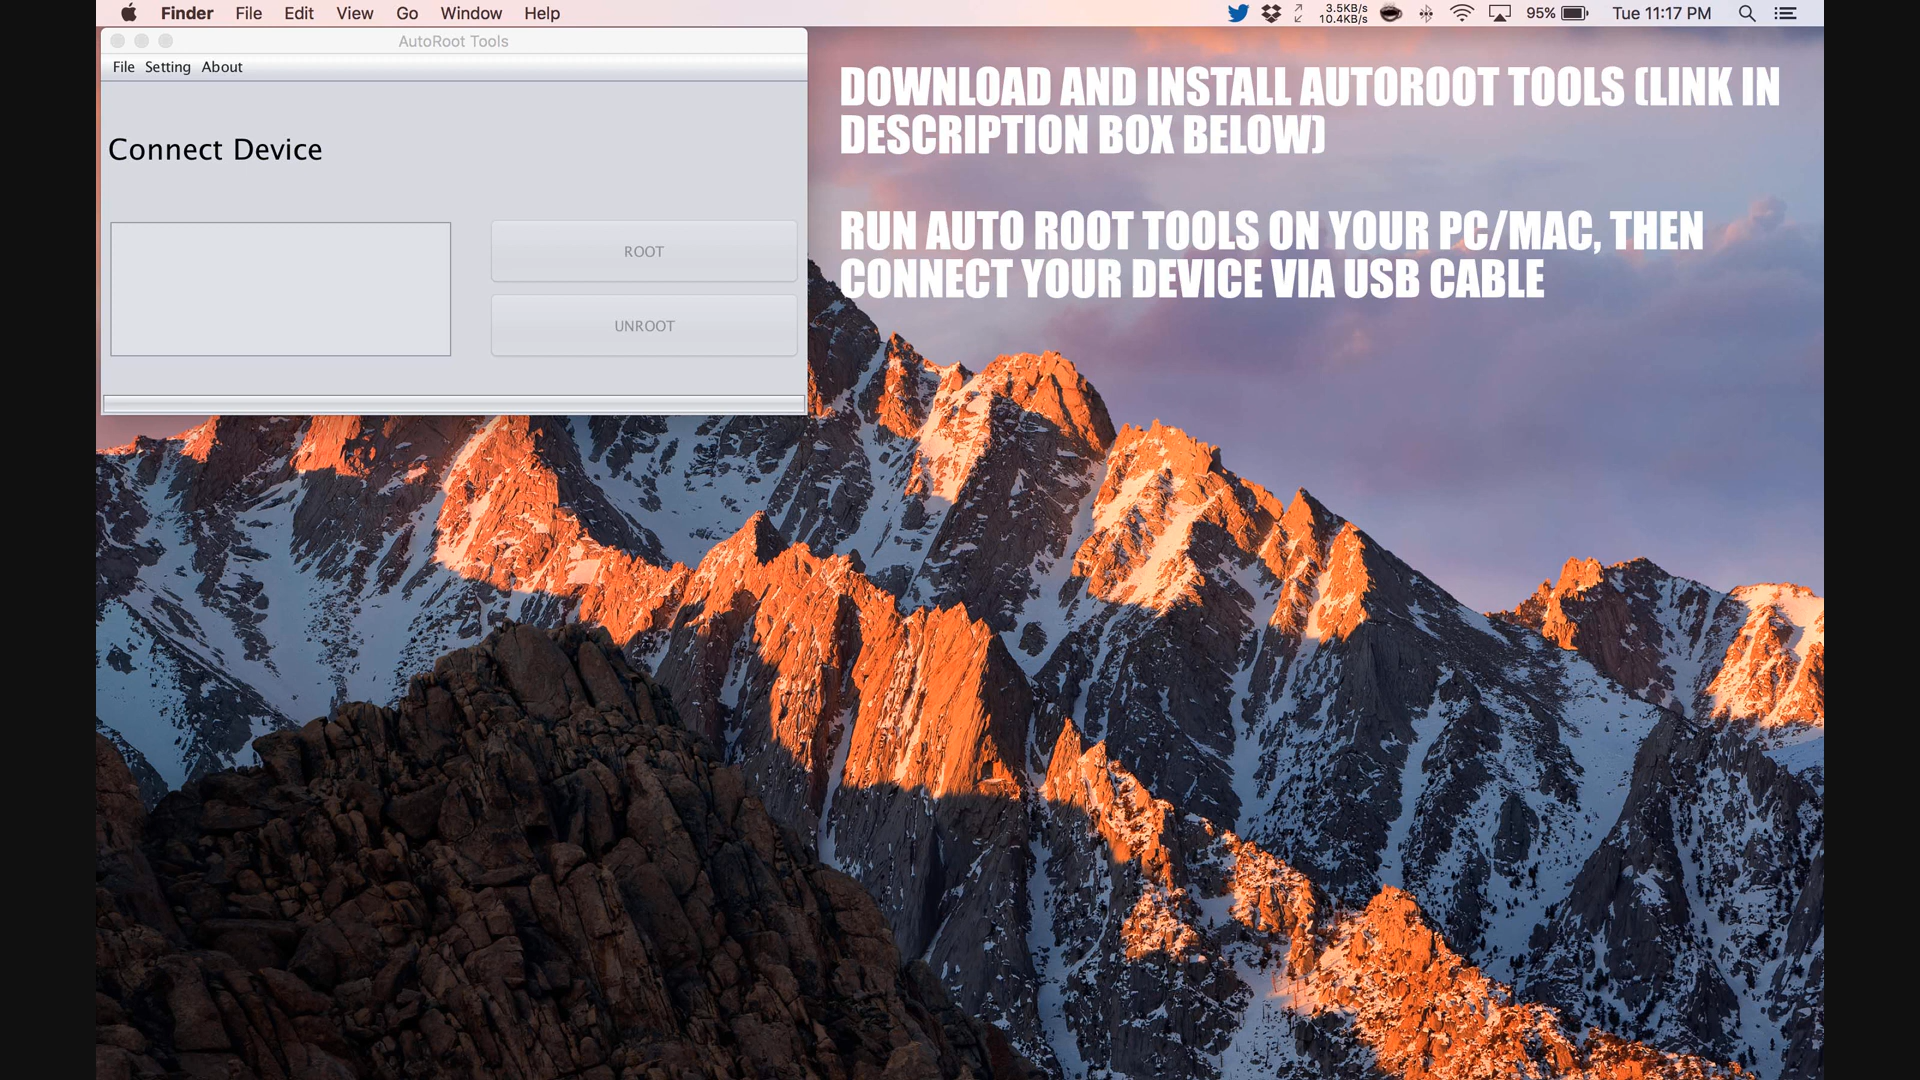 Finder File Edit View Go Window Help 3.5KB/s 10.4KB/s 95% Tue 11:17 PM
AutoRoot Tools
File Setting About
Connect Device
ROOT
UNROOT
DOWNLOAD AND INSTALL AUTOROOT TOOLS (LINK IN
DESCRIPTION BOX BELOW)
RUN AUTO ROOT TOOLS ON YOUR PC/MAC, THEN
CONNECT YOUR DEVICE VIA USB CABLE